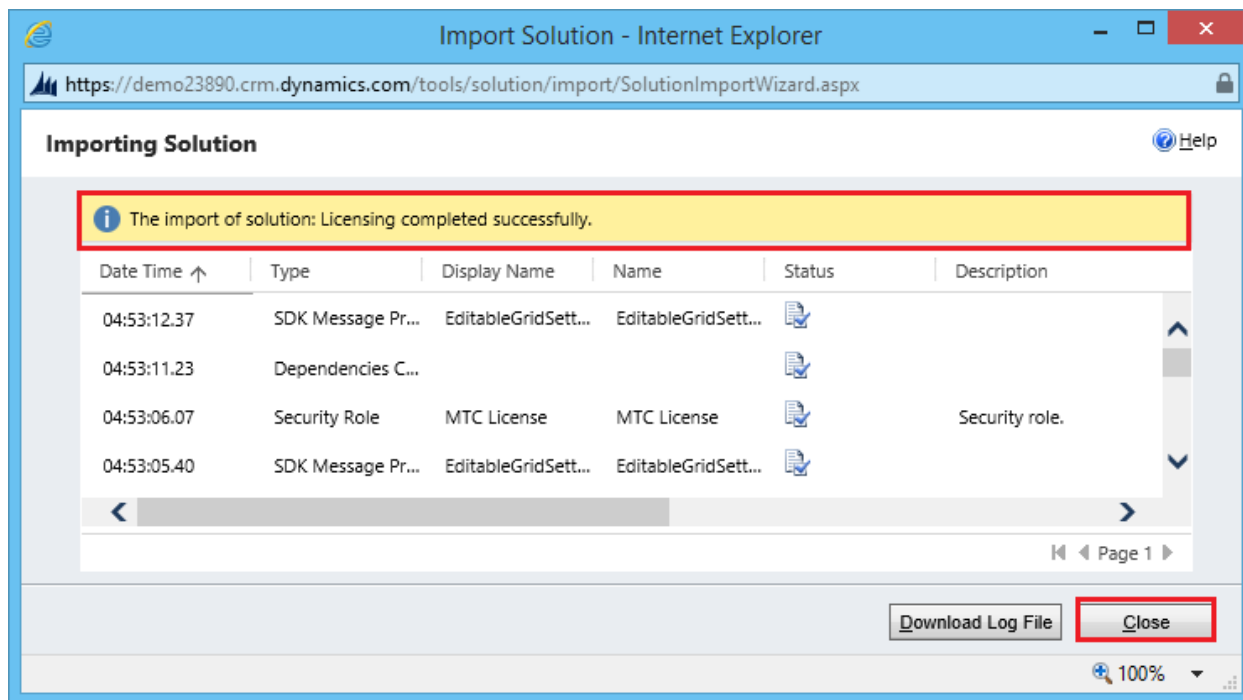 Import Solution - Internet Explorer
https://demo23890.crm.dynamics.com/tools/solution/import/SolutionImportWizard.aspx
Importing Solution
Help
The import of solution: Licensing completed successfully.
Date Time Type Display Name Name Status Description
04:53:12.37 SDK Message Pr... EditableGridSett... EditableGridSett...
04:53:11.23 Dependencies C...
04:53:06.07 Security Role MTC License MTC License Security role.
04:53:05.40 SDK Message Pr... EditableGridSett... EditableGridSett...
Page 1
Download Log File Close
100%